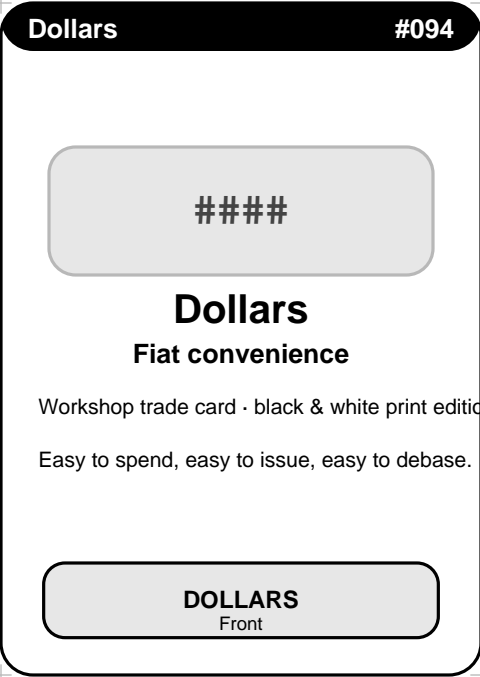 Dollars #094
####
Dollars
Fiat convenience
Workshop trade card · black & white print editio
Easy to spend, easy to issue, easy to debase.
DOLLARS
Front